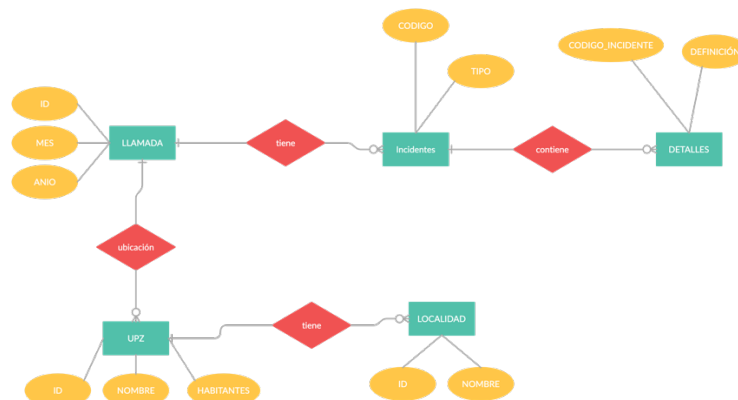 CODIGO
CODIGO_INCIDENTE
DEFINICIÓN
TIPO
ID
MES
ANIO
LLAMADA
tiene
Incidentes
contiene
DETALLES
ubicación
UPZ
tiene
LOCALIDAD
ID
NOMBRE
HABITANTES
ID
NOMBRE